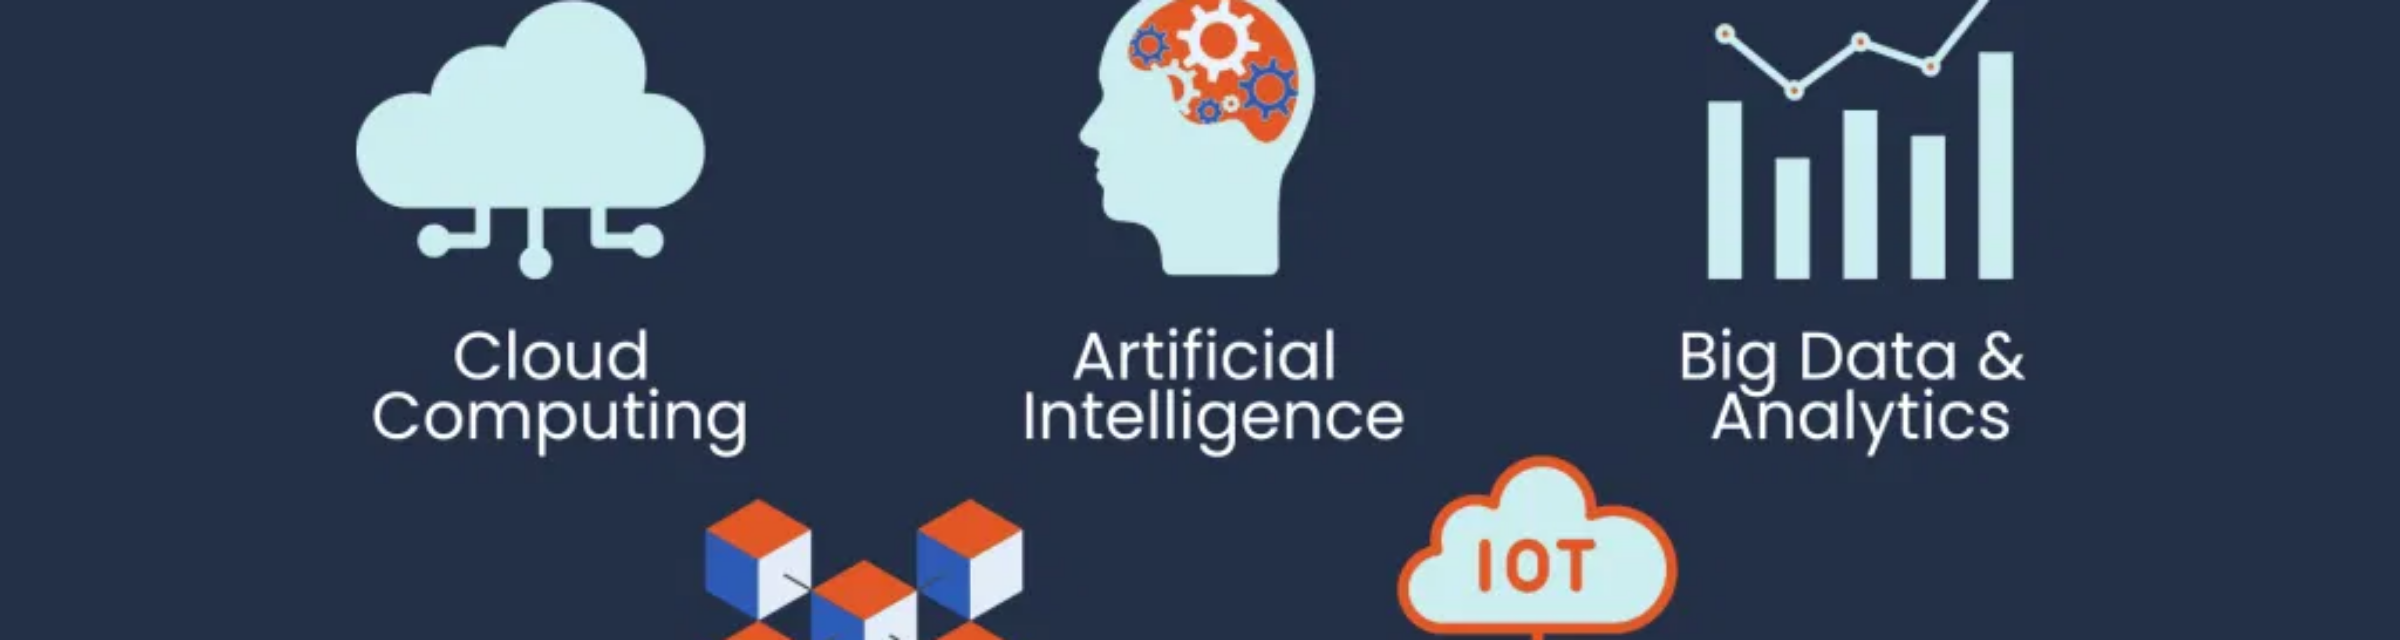 Cloud
Computing
Artificial
Intelligence
Big Data &
Analytics
IOT